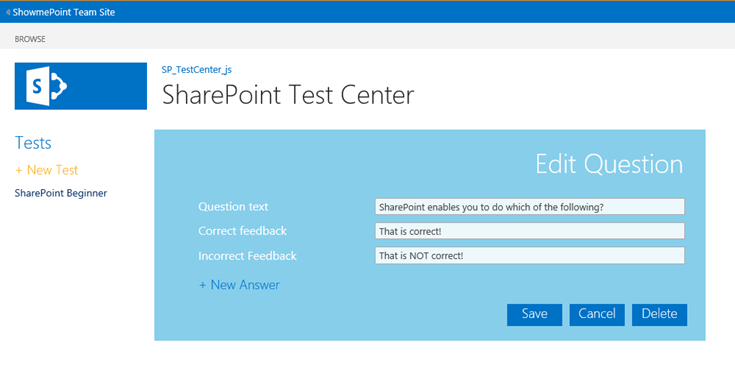 ShowmePoint Team Site
BROWSE
S
SP_TestCenter_js
SharePoint Test Center
Tests
+ New Test
SharePoint Beginner
Edit Question
Question text SharePoint enables you to do which of the following?
Correct feedback That is correct!
Incorrect Feedback That is NOT correct!
+ New Answer
Save Cancel Delete